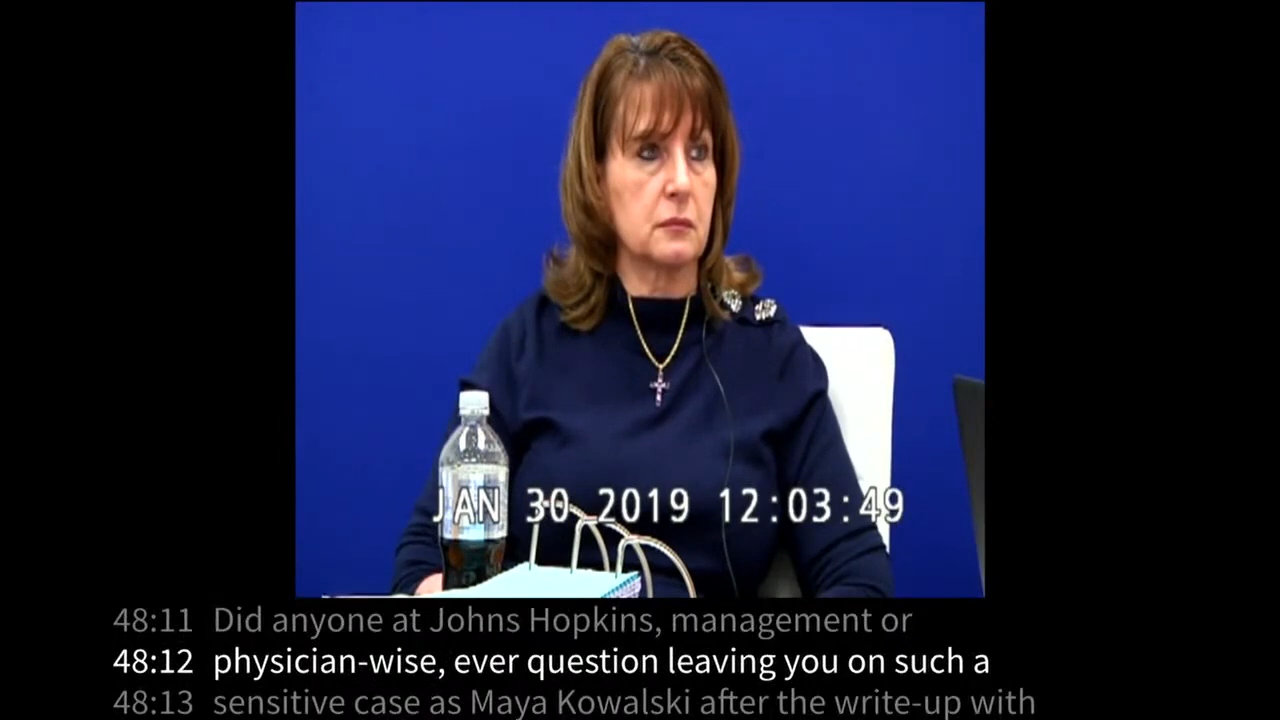 JAN 30 2019 12:03:49
48:11 Did anyone at Johns Hopkins, management or
48:12 physician-wise, ever question leaving you on such a
48:13 sensitive case as Maya Kowalski after the write-up with